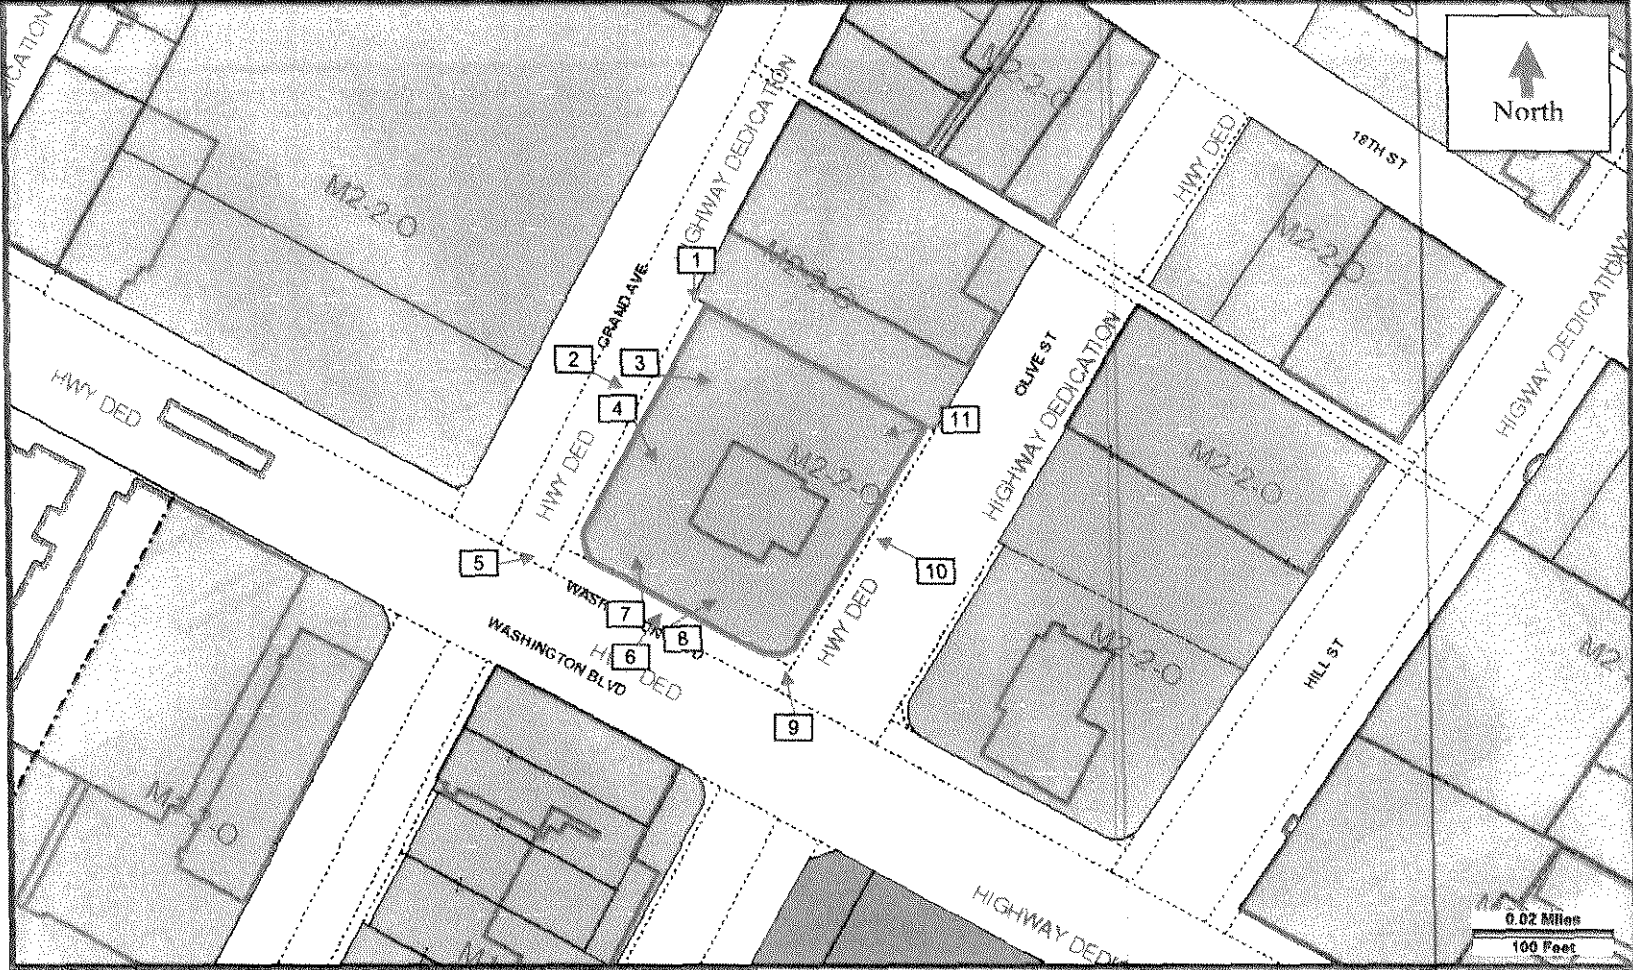 North
18TH ST
HIGHWAY DEDICATION
HWY DED
M2-2-O
M2-2-O
M2-2-O
1
GRAND AVE
M2-2-O
OLIVE ST
HIGHWAY DEDICATION
2
3
HWY DED
4
11
HIGHWAY DEDICATION
M2-2-O
M2-2-O
HWY DED
5
10
WASHINGTON BLVD
7
8
6
HWY DED
M2-2-O
HILL ST
M2
9
M2-2-O
HIGHWAY
0.02 Miles
100 Feet